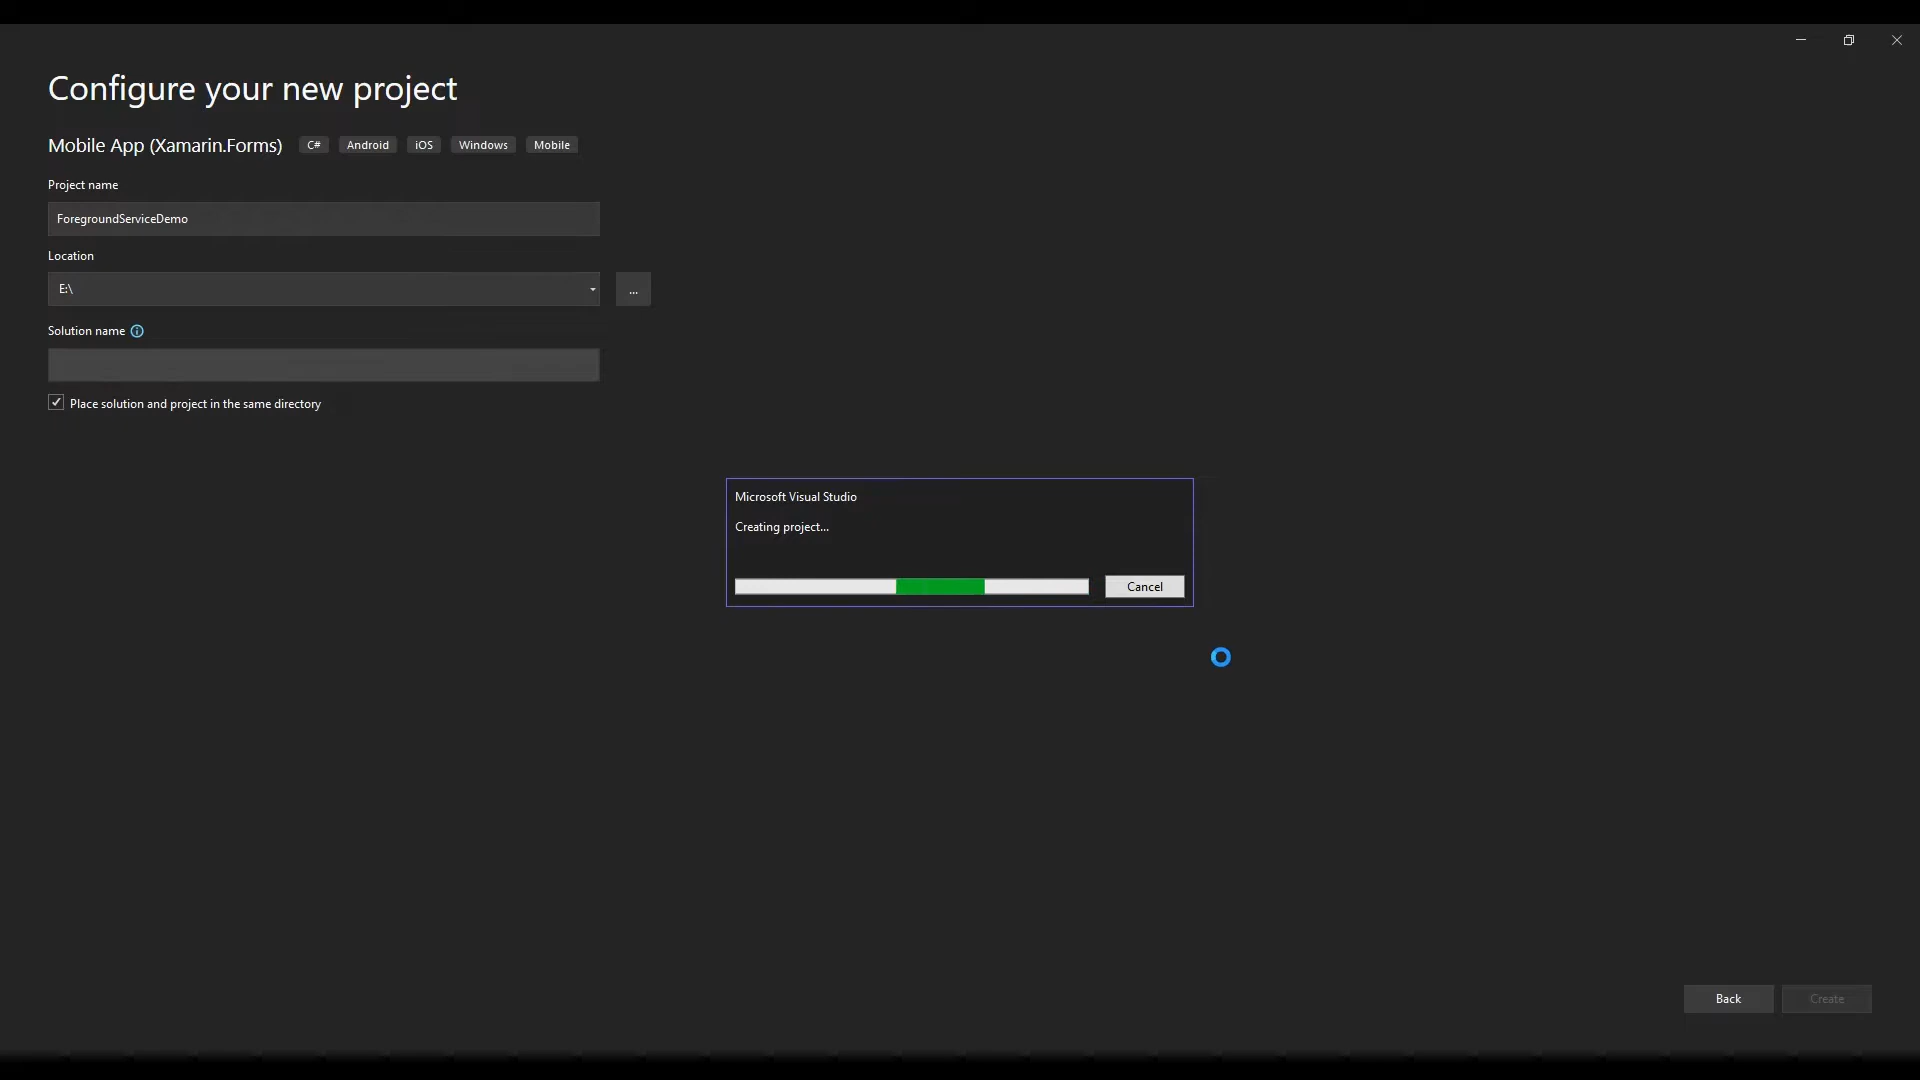 Configure your new project
Mobile App (Xamarin.Forms) C# Android iOS Windows Mobile
Project name
ForegroundServiceDemo
Location
E:\
...
Solution name
Place solution and project in the same directory
Microsoft Visual Studio
Creating project...
Cancel
Back Create